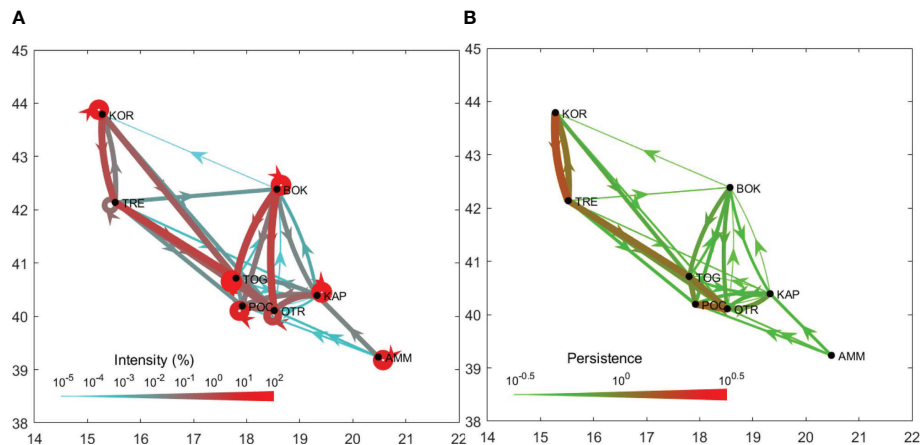 A
B
45
44
43
42
41
40
39
38
14
15
16
17
18
19
20
21
22
KOR
TRE
BOK
TOG
KAP
POC
OTR
AMM
Intensity (%)
10^-5 10^-4 10^-3 10^-2 10^-1 10^0 10^1 10^2
45
44
43
42
41
40
39
38
14
15
16
17
18
19
20
21
22
KOR
TRE
BOK
TOG
KAP
POC
OTR
AMM
Persistence
10^-0.5 10^0 10^0.5